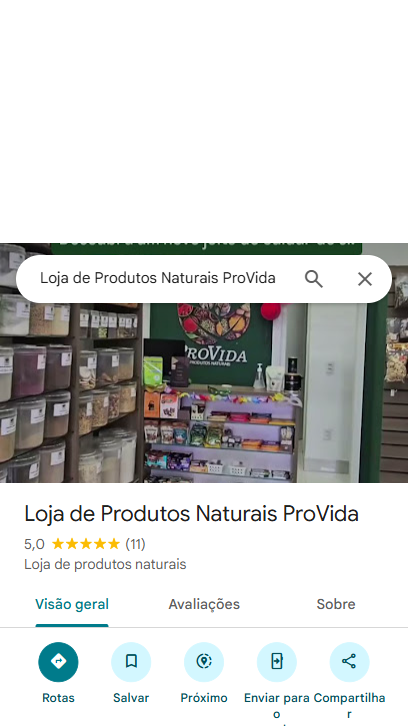 Loja de Produtos Naturais ProVida
PROVIDA
PRODUTOS NATURAIS
Loja de Produtos Naturais ProVida
5,0 ★★★★★ (11)
Loja de produtos naturais
Visão geral Avaliações Sobre
Rotas Salvar Próximo Enviar para o Compartilhar